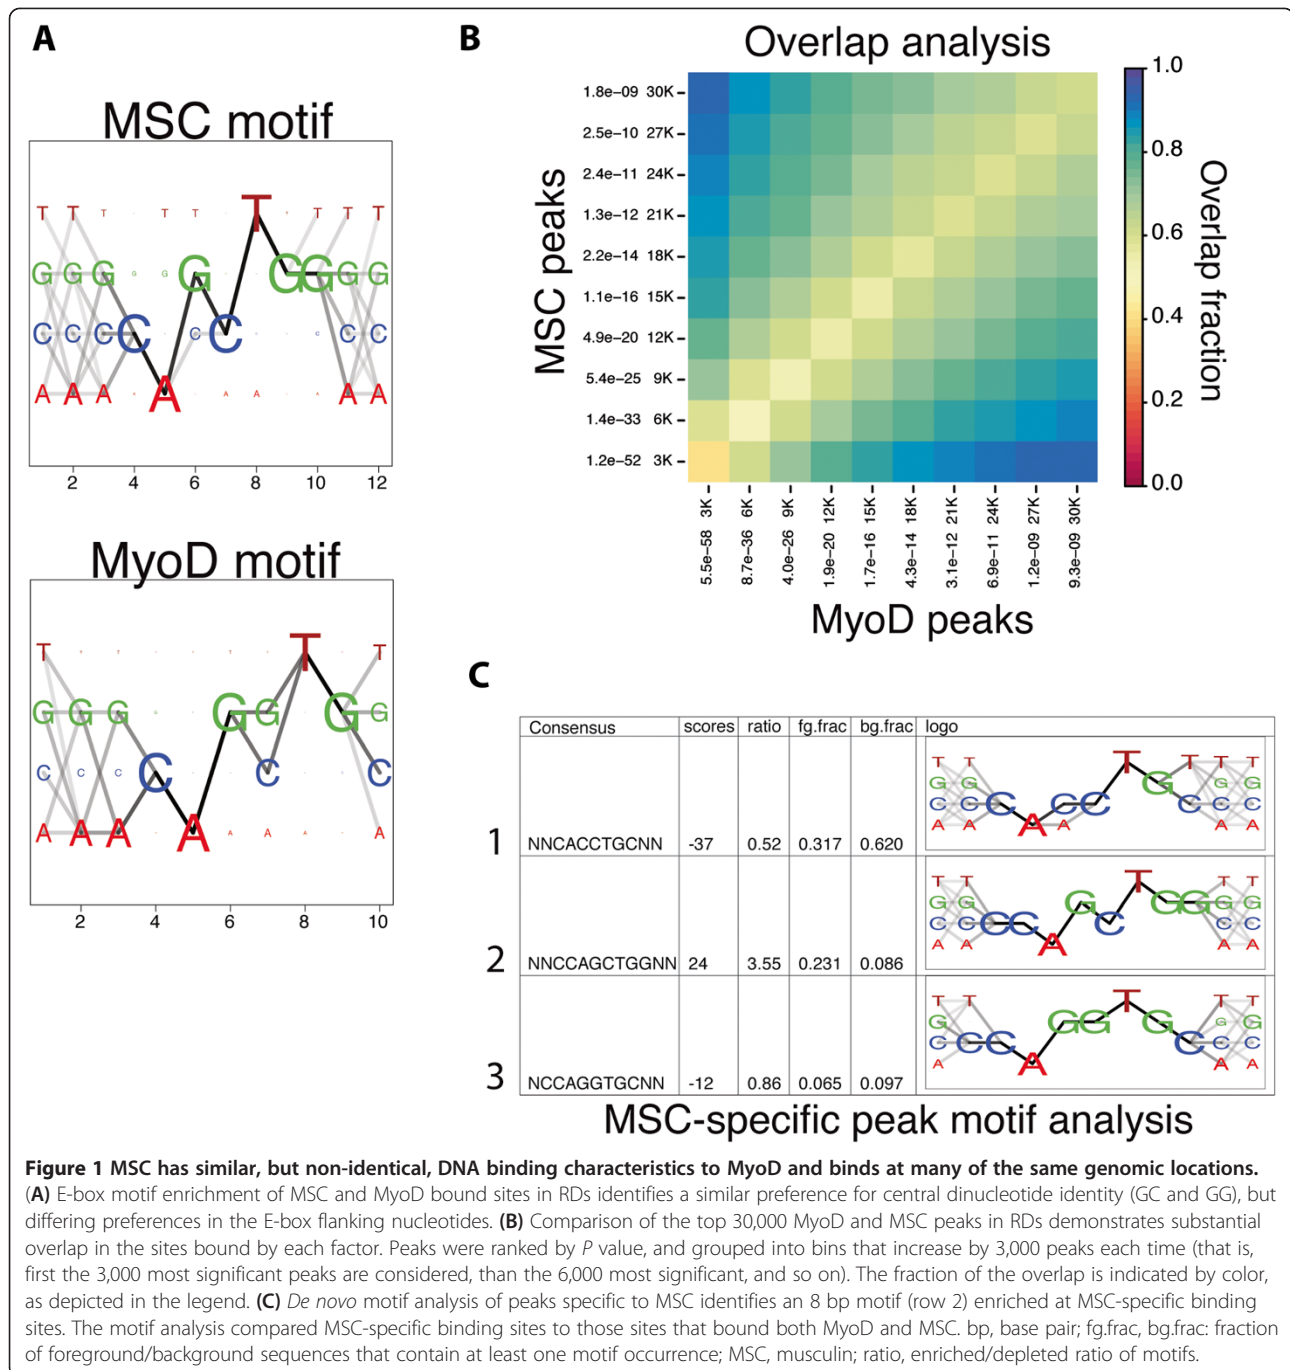 A
MSC motif
T T T T T T T T T
G G G G G G G G G G
C C C C C C C C C
A A A A A A A A A
2 4 6 8 10 12
MyoD motif
T T T T T T
G G G G G G G
C C C C C C
A A A A A A A A A
2 4 6 8 10
B
Overlap analysis
MSC peaks
1.8e−09 30K
2.5e−10 27K
2.4e−11 24K
1.3e−12 21K
2.2e−14 18K
1.1e−16 15K
4.9e−20 12K
5.4e−25 9K
1.4e−33 6K
1.2e−52 3K
5.5e−58 3K
8.7e−36 6K
4.0e−26 9K
1.9e−20 12K
1.7e−16 15K
4.3e−14 18K
3.1e−12 21K
6.9e−11 24K
1.2e−09 27K
9.3e−09 30K
MyoD peaks
1.0
0.8
0.6
0.4
0.2
0.0
Overlap fraction
C
Consensus scores ratio fg.frac bg.frac logo
1 NNCACCTGCNN -37 0.52 0.317 0.620
T T T T T T
G G G G G
C C C C C C C C
A A A A A A
2 NNCCAGCTGGNN 24 3.55 0.231 0.086
T T T T T
G G G G G G G
C C C C C C C
A A A A A
3 NCCAGGTGCNN -12 0.86 0.065 0.097
T T T T T
G G G G G G
C C C C C C
A A A A
MSC-specific peak motif analysis
Figure 1 MSC has similar, but non-identical, DNA binding characteristics to MyoD and binds at many of the same genomic locations.
(A) E-box motif enrichment of MSC and MyoD bound sites in RDs identifies a similar preference for central dinucleotide identity (GC and GG), but
differing preferences in the E-box flanking nucleotides. (B) Comparison of the top 30,000 MyoD and MSC peaks in RDs demonstrates substantial
overlap in the sites bound by each factor. Peaks were ranked by P value, and grouped into bins that increase by 3,000 peaks each time (that is,
first the 3,000 most significant peaks are considered, than the 6,000 most significant, and so on). The fraction of the overlap is indicated by color,
as depicted in the legend. (C) De novo motif analysis of peaks specific to MSC identifies an 8 bp motif (row 2) enriched at MSC-specific binding
sites. The motif analysis compared MSC-specific binding sites to those sites that bound both MyoD and MSC. bp, base pair; fg.frac, bg.frac: fraction
of foreground/background sequences that contain at least one motif occurrence; MSC, musculin; ratio, enriched/depleted ratio of motifs.